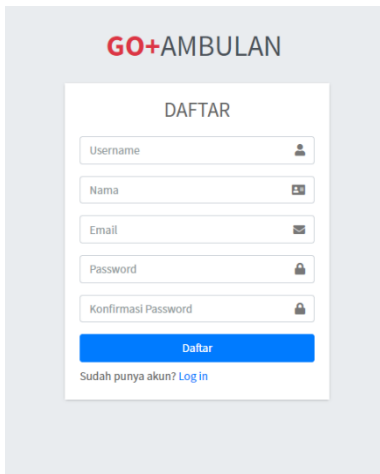 GO+AMBULAN
DAFTAR
Username
Nama
Email
Password
Konfirmasi Password
Daftar
Sudah punya akun? Log in